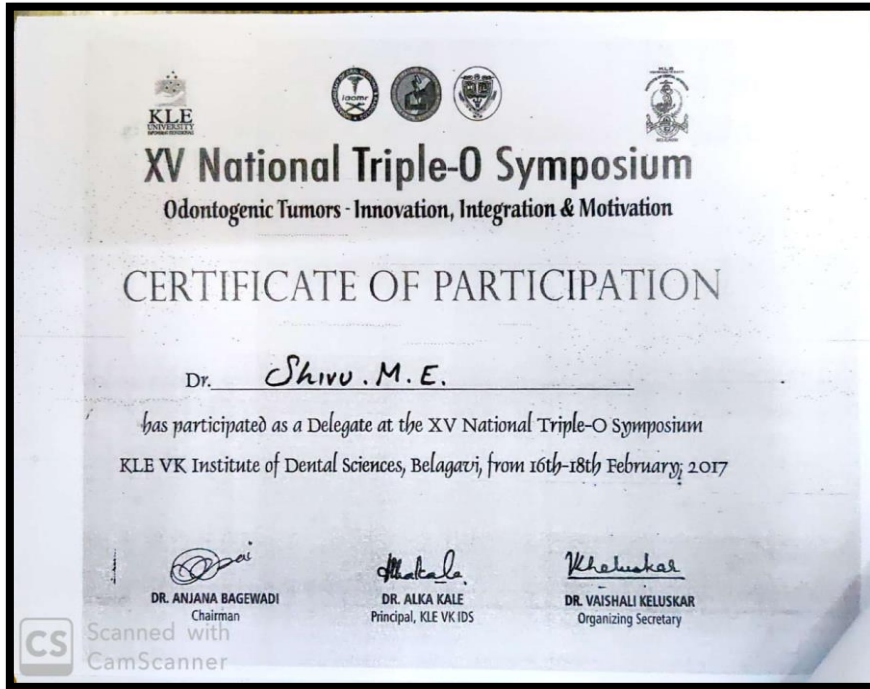 KLE
UNIVERSITY
iaomr
XV National Triple-O Symposium
Odontogenic Tumors - Innovation, Integration & Motivation
CERTIFICATE OF PARTICIPATION
Dr. Shivu. M. E.
has participated as a Delegate at the XV National Triple-O Symposium
KLE VK Institute of Dental Sciences, Belagavi, from 16th-18th February, 2017
DR. ANJANA BAGEWADI
Chairman
DR. ALKA KALE
Principal, KLE VK IDS
DR. VAISHALI KELUSKAR
Organizing Secretary
CS Scanned with
CamScanner